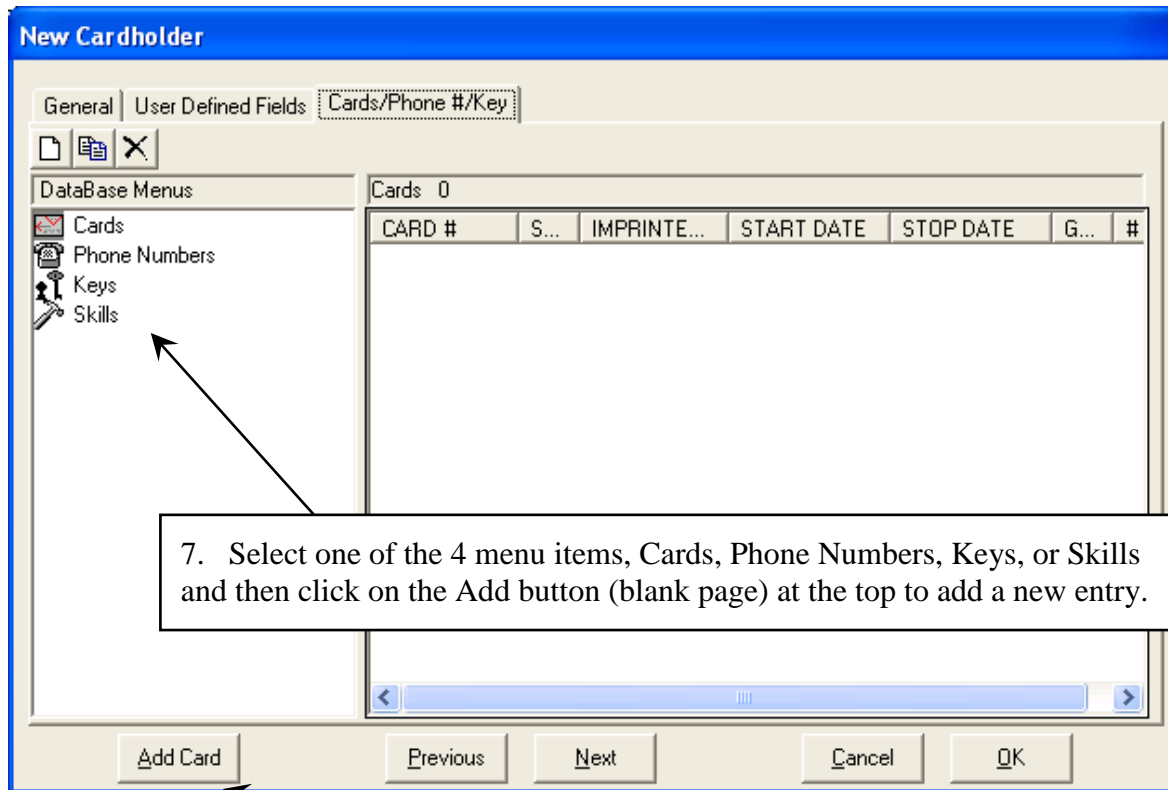 New Cardholder
General User Defined Fields Cards/Phone #/Key
DataBase Menus Cards 0
Cards
Phone Numbers
Keys
Skills
CARD # S... IMPRINTE... START DATE STOP DATE G... #
7. Select one of the 4 menu items, Cards, Phone Numbers, Keys, or Skills
and then click on the Add button (blank page) at the top to add a new entry.
Add Card Previous Next Cancel OK